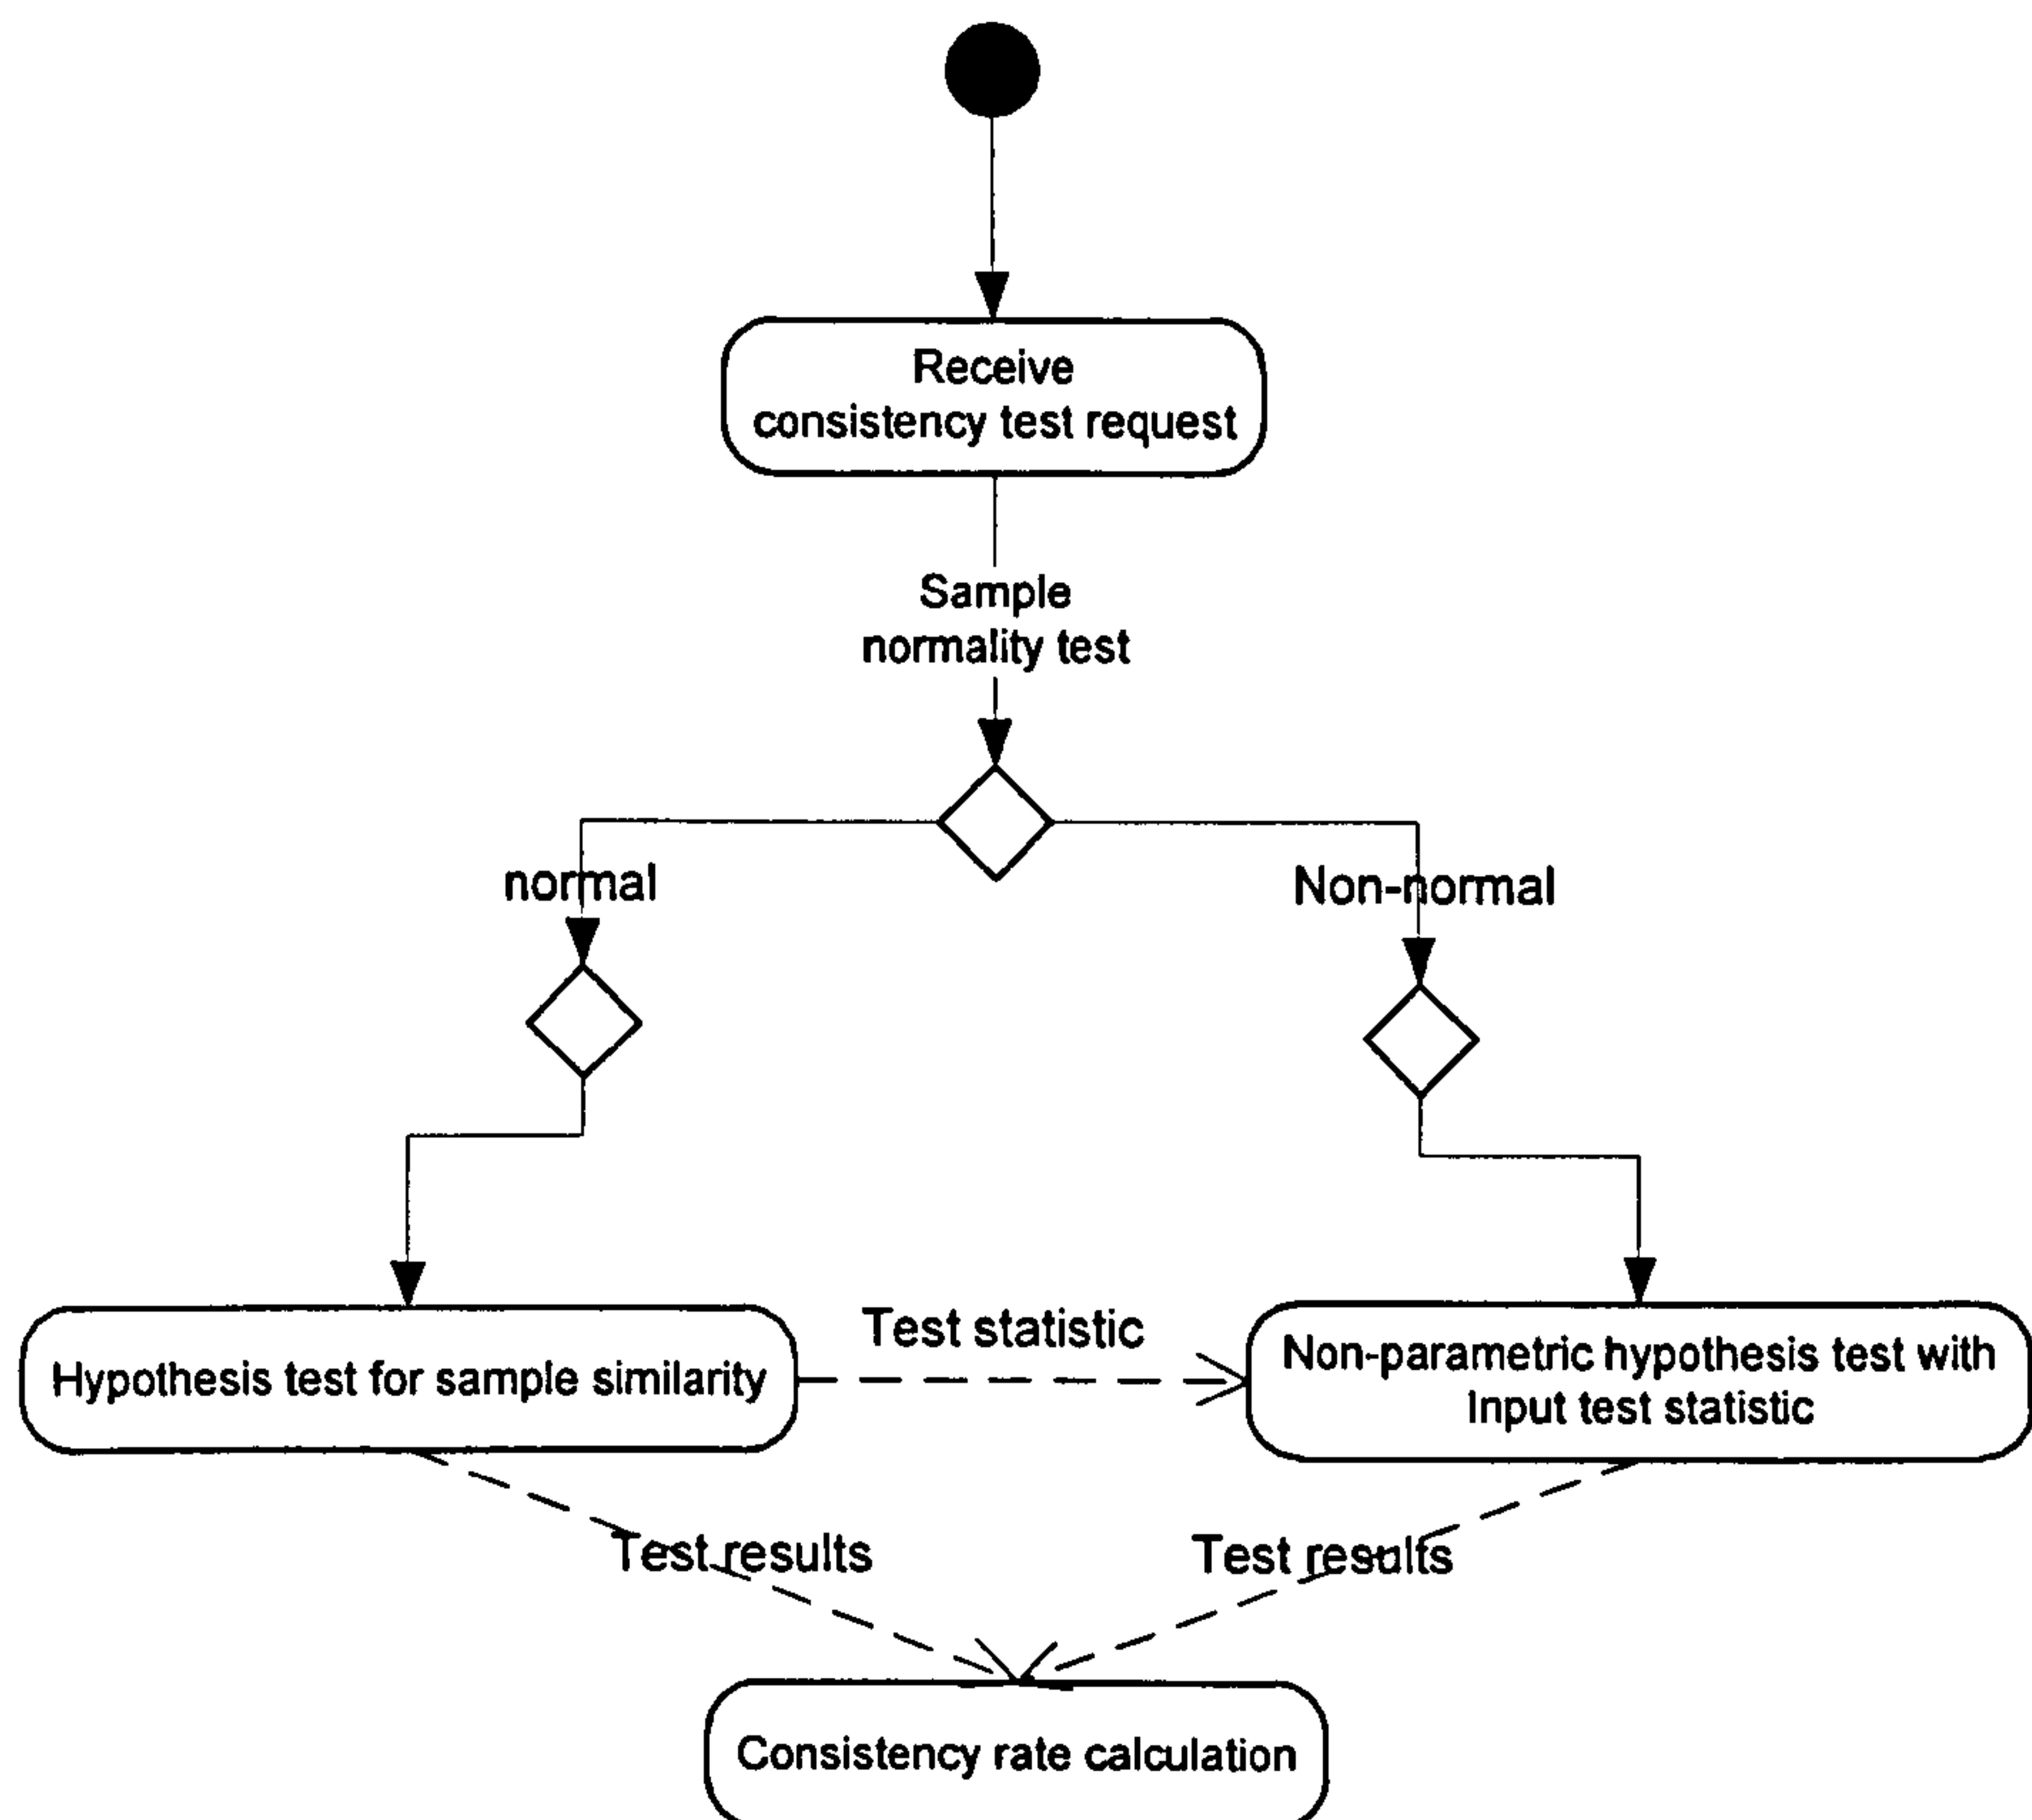 Receive
consistency test request
Sample
normality test
normal
Non-normal
Test statistic
Hypothesis test for sample similarity
Non-parametric hypothesis test with
Input test statistic
Test results
Test results
Consistency rate calculation